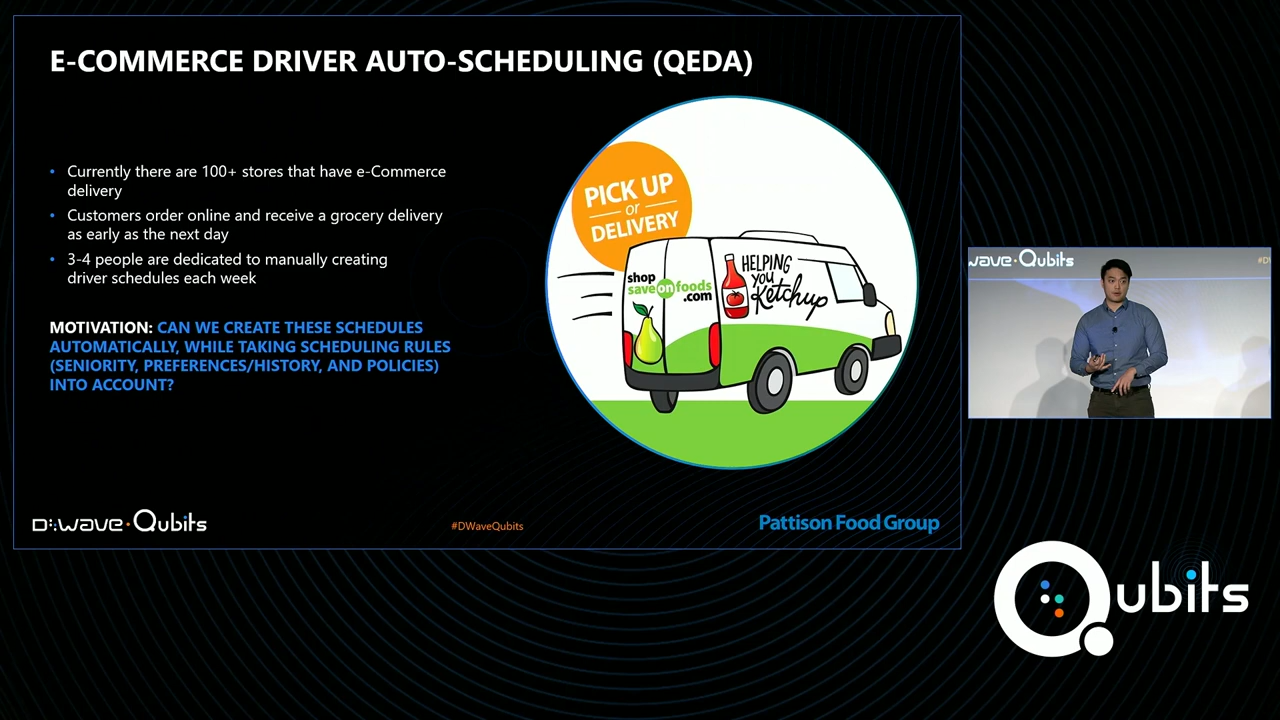 E-COMMERCE DRIVER AUTO-SCHEDULING (QEDA)
• Currently there are 100+ stores that have e-Commerce
delivery
• Customers order online and receive a grocery delivery
as early as the next day
• 3-4 people are dedicated to manually creating
driver schedules each week
MOTIVATION: CAN WE CREATE THESE SCHEDULES
AUTOMATICALLY, WHILE TAKING SCHEDULING RULES
(SENIORITY, PREFERENCES/HISTORY, AND POLICIES)
INTO ACCOUNT?
PICK UP
or
DELIVERY
shop
saveonfoods
.com
HELPING
you
Ketchup
D:wave·Qubits
#DWaveQubits
Pattison Food Group
wave·Qubits
#D
Qubits